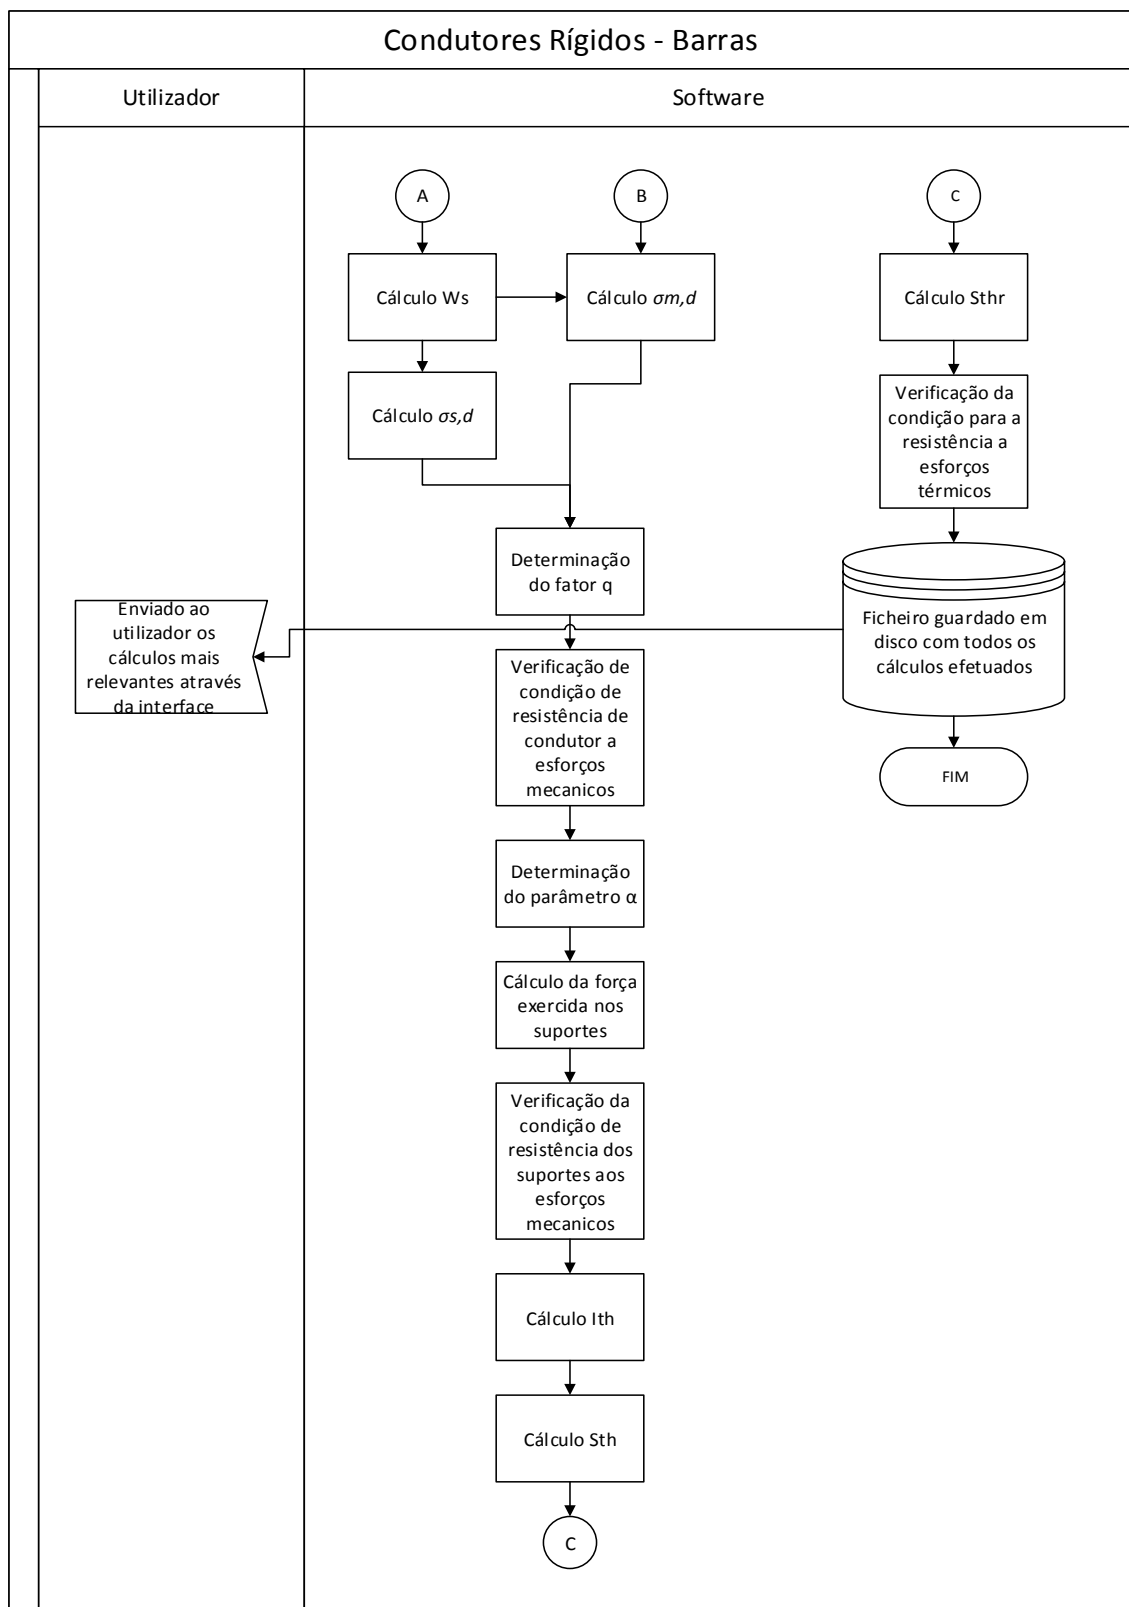 Condutores Rígidos - Barras
Utilizador
Software
A
B
C
Cálculo Ws
Cálculo σm,d
Cálculo Sthr
Cálculo σs,d
Verificação da
condição para a
resistência a
esforços
térmicos
Determinação
do fator q
Enviado ao
utilizador os
cálculos mais
relevantes através
da interface
Ficheiro guardado em
disco com todos os
cálculos efetuados
Verificação de
condição de
resistência de
condutor a
esforços
mecanicos
FIM
Determinação
do parâmetro α
Cálculo da força
exercida nos
suportes
Verificação da
condição de
resistência dos
suportes aos
esforços
mecanicos
Cálculo Ith
Cálculo Sth
C